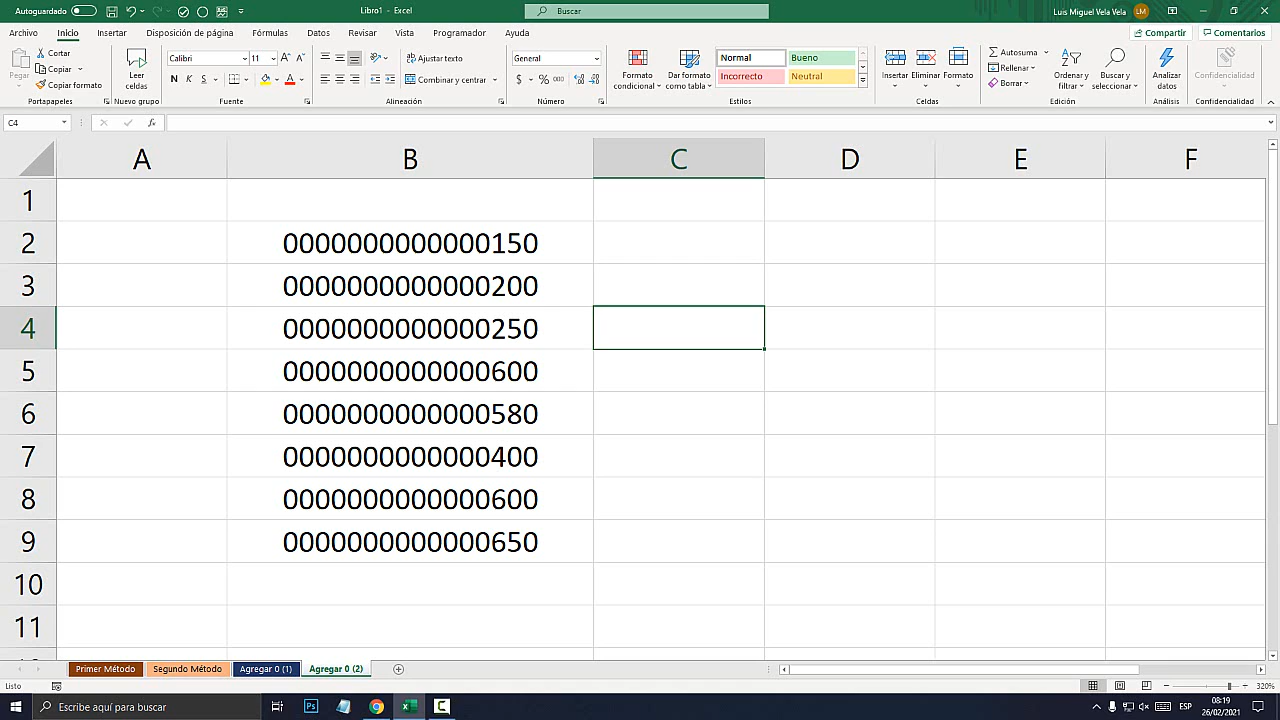 Autoguardado
Libro1 - Excel
Buscar
Luis Miguel Vela Vela
LM
Archivo Inicio Insertar Disposición de página Fórmulas Datos Revisar Vista Programador Ayuda
Compartir Comentarios
Pegar
Cortar
Copiar
Copiar formato
Portapapeles
Leer celdas
Nuevo grupo
Calibri 11
N K S
Fuente
Ajustar texto
Combinar y centrar
Alineación
General
$ % 000
Número
Formato condicional
Dar formato como tabla
Normal Bueno
Incorrecto Neutral
Estilos
Insertar Eliminar Formato
Celdas
Autosuma
Rellenar
Borrar
Ordenar y filtrar
Buscar y seleccionar
Edición
Analizar datos
Análisis
Confidencialidad
Confidencialidad
C4
fx
A B C D E F
1
2 0000000000000150
3 0000000000000200
4 0000000000000250
5 0000000000000600
6 0000000000000580
7 0000000000000400
8 0000000000000600
9 0000000000000650
10
11
Primer Método Segundo Método Agregar 0 (1) Agregar 0 (2)
Listo
320%
Escribe aquí para buscar
Ps
ESP
08:19
26/02/2021